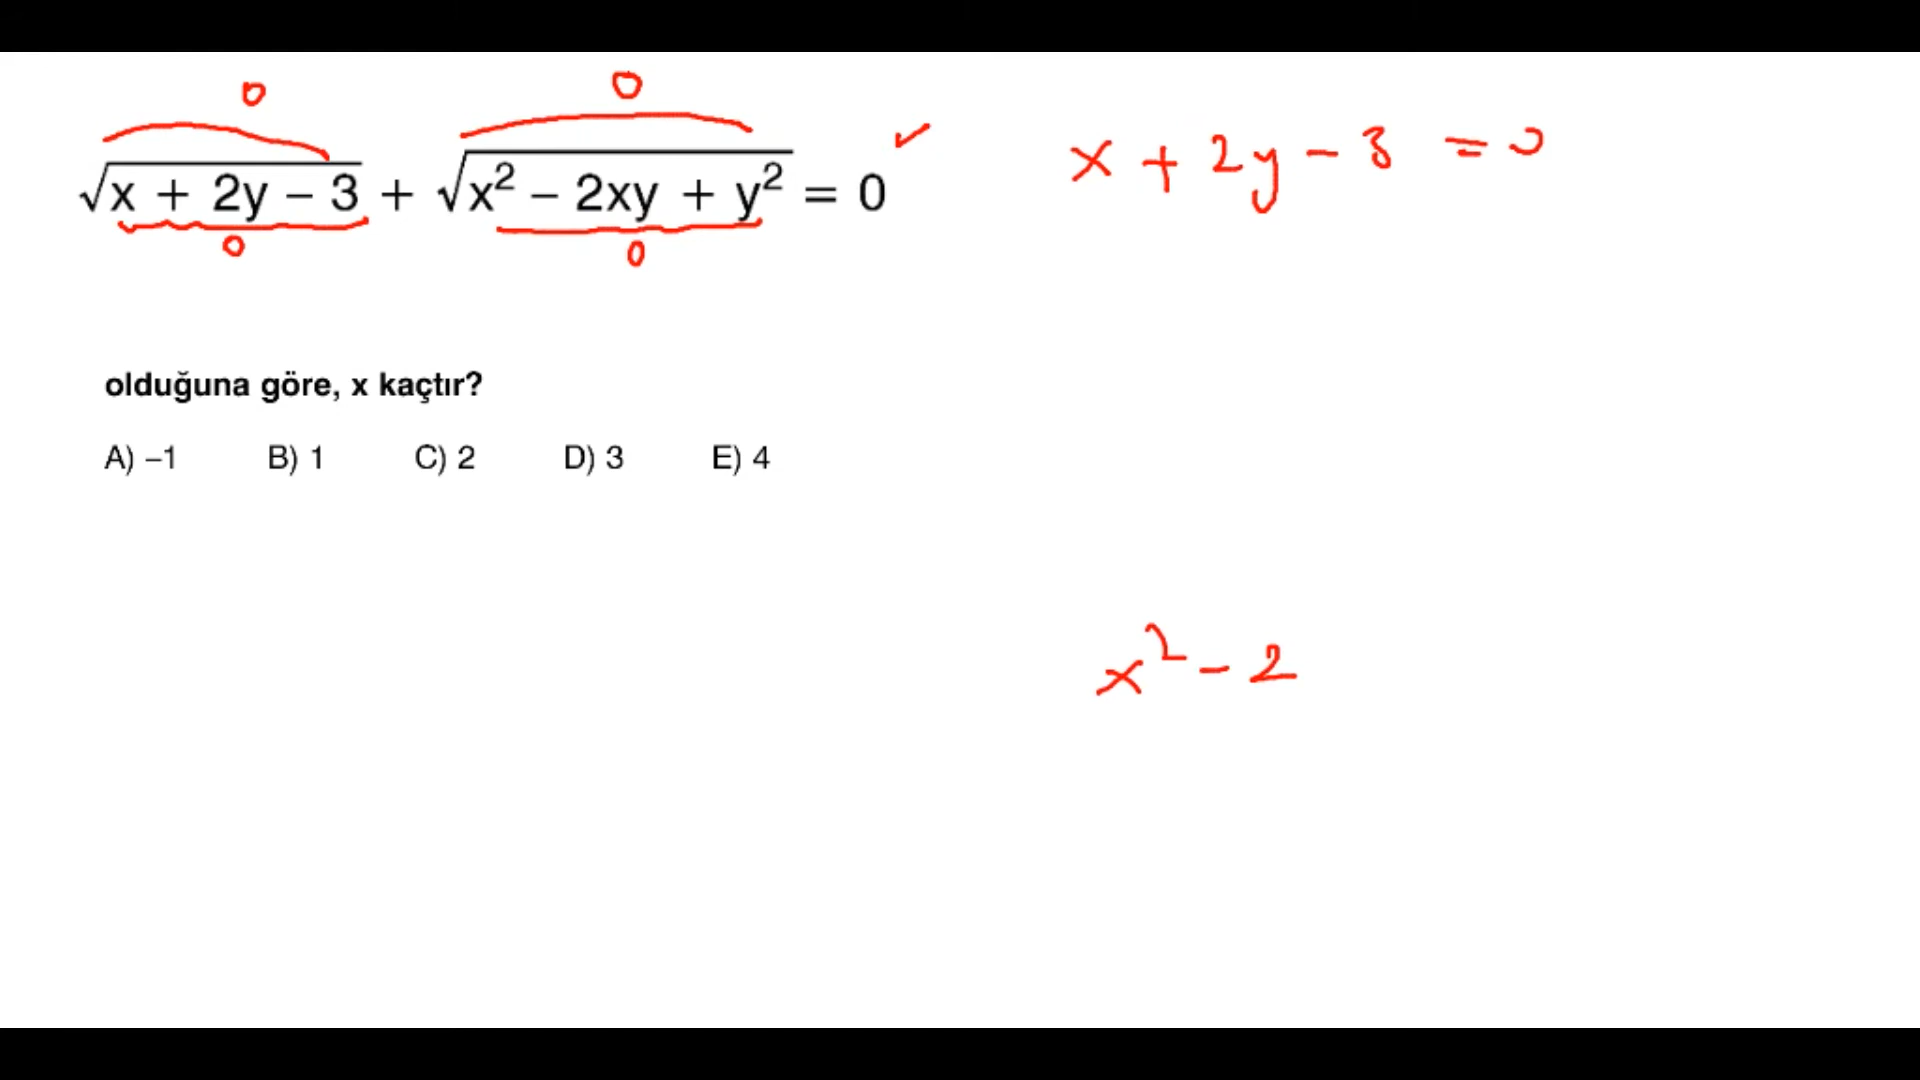 0 0
√x + 2y – 3 + √x² – 2xy + y² = 0 ✓
0 0
x + 2y – 3 = 0
olduğuna göre, x kaçtır?
A) –1 B) 1 C) 2 D) 3 E) 4
x² – 2